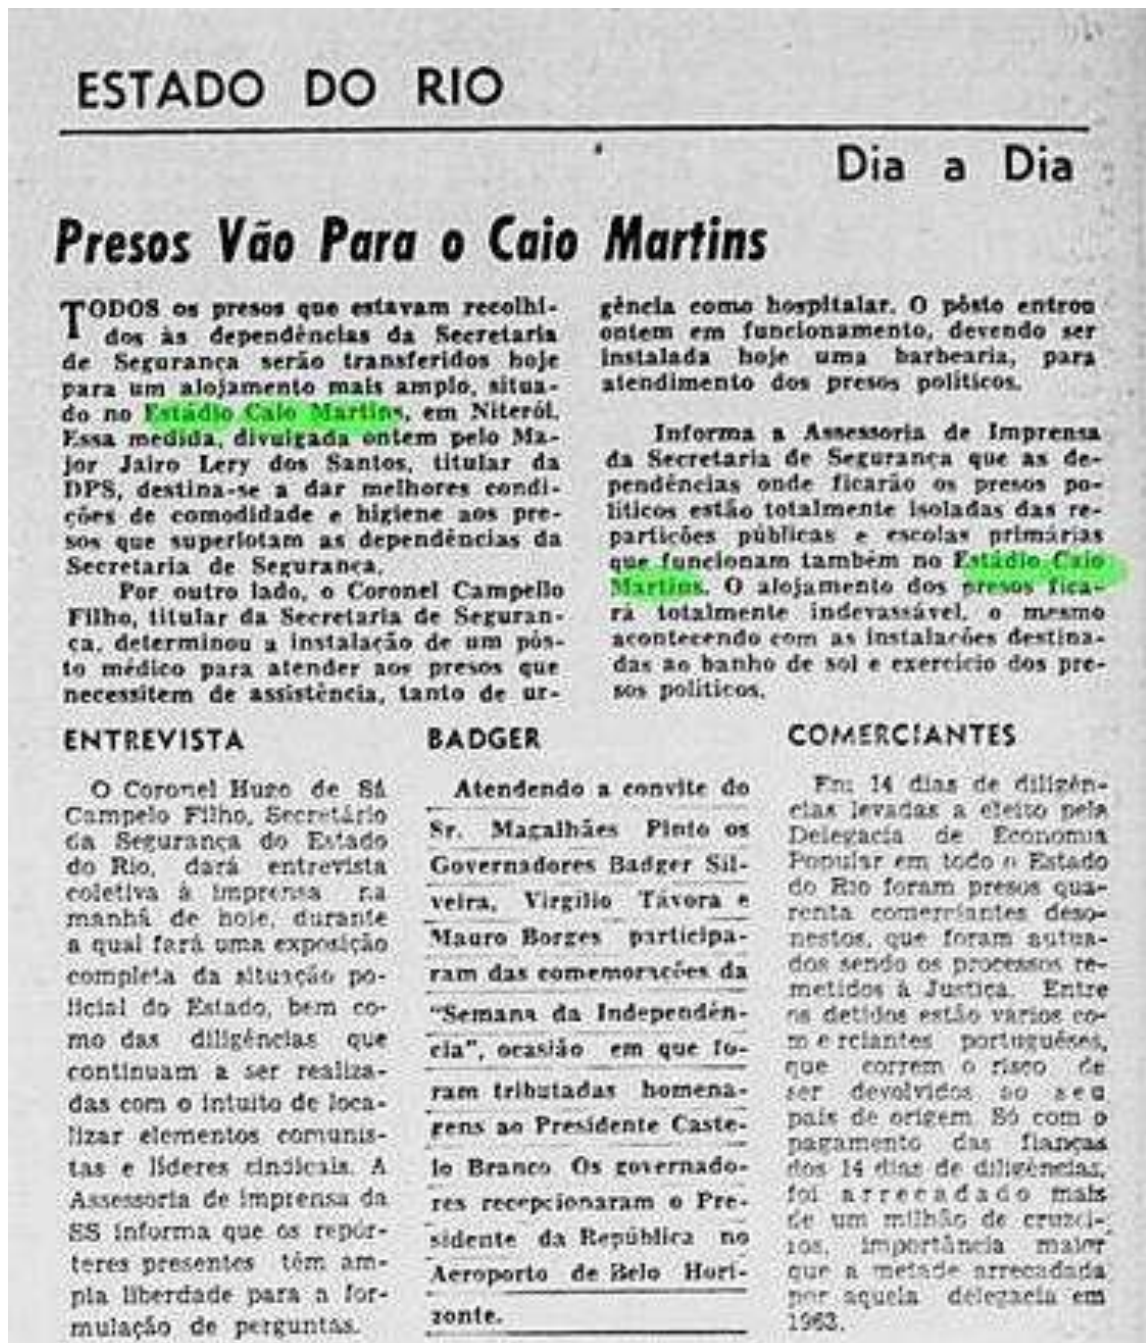 ESTADO DO RIO
Dia a Dia
Presos Vão Para o Caio Martins
TODOS os presos que estavam recolhi-
dos às dependências da Secretaria
de Segurança serão transferidos hoje
para um alojamento mais amplo, situa-
do no Estádio Caio Martins, em Niterói.
Essa medida, divulgada ontem pelo Ma-
jor Jairo Lery dos Santos, titular da
DPS, destina-se a dar melhores condi-
ções de comodidade e higiene aos pre-
sos que superlotam as dependências da
Secretaria de Segurança.
Por outro lado, o Coronel Campello
Filho, titular da Secretaria de Seguran-
ça, determinou a instalação de um pôs-
to médico para atender aos presos que
necessitem de assistência, tanto de ur-
gência como hospitalar. O pôsto entrou
ontem em funcionamento, devendo ser
instalada hoje uma barbearia, para
atendimento dos presos políticos.
Informa a Assessoria de Imprensa
da Secretaria de Segurança que as de-
pendências onde ficarão os presos po-
líticos estão totalmente isoladas das re-
partições públicas e escolas primárias
que funcionam também no Estádio Caio
Martins. O alojamento dos presos fica-
rá totalmente indevassável, o mesmo
acontecendo com as instalações destina-
das ao banho de sol e exercício dos pre-
sos políticos.
ENTREVISTA
O Coronel Hugo de Sá
Campelo Filho, Secretário
da Segurança do Estado
do Rio, dará entrevista
coletiva à imprensa na
manhã de hoje, durante
a qual fará uma exposição
completa da situação po-
licial do Estado, bem co-
mo das diligências que
continuam a ser realiza-
das com o intuito de loca-
lizar elementos comunis-
tas e líderes sindicais. A
Assessoria de imprensa da
SS informa que os repór-
teres presentes têm am-
pla liberdade para a for-
mulação de perguntas.
BADGER
Atendendo a convite do
Sr. Magalhães Pinto os
Governadores Badger Sil-
veira, Virgílio Távora e
Mauro Borges participa-
ram das comemorações da
"Semana da Independên-
cia", ocasião em que fo-
ram tributadas homena-
gens ao Presidente Caste-
lo Branco. Os governado-
res recepcionaram o Pre-
sidente da República no
Aeroporto de Belo Hori-
zonte.
COMERCIANTES
Em 14 dias de diligên-
cias levadas a efeito pela
Delegacia de Economia
Popular em todo o Estado
do Rio foram presos qua-
renta comerciantes deso-
nestos, que foram autua-
dos sendo os processos re-
metidos à Justiça. Entre
os detidos estão vários co-
merciantes portuguêses,
que correm o risco de
ser devolvidos ao seu
país de origem. Só com o
pagamento das fianças
dos 14 dias de diligências,
foi arrecadado mais
de um milhão de cruzei-
ros, importância maior
que a metade arrecadada
por aquela delegacia em
1963.